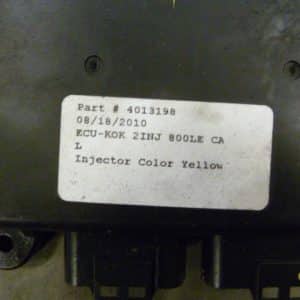 Part # 4013198
08/18/2010
ECU-KOK 2INJ 800LE CA
L
Injector Color Yellow